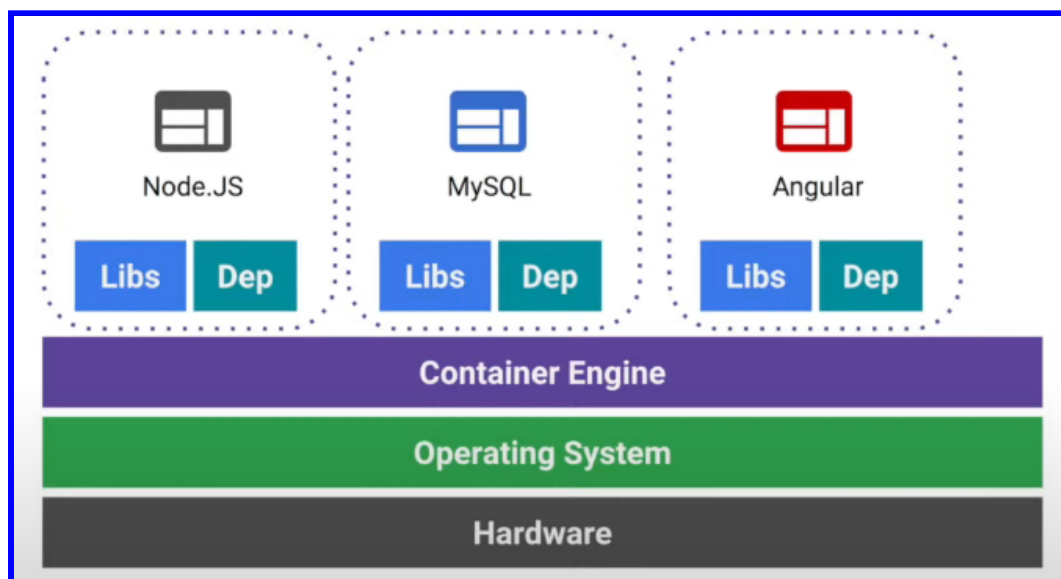 Node.JS
MySQL
Angular
Libs Dep
Libs Dep
Libs Dep
Container Engine
Operating System
Hardware